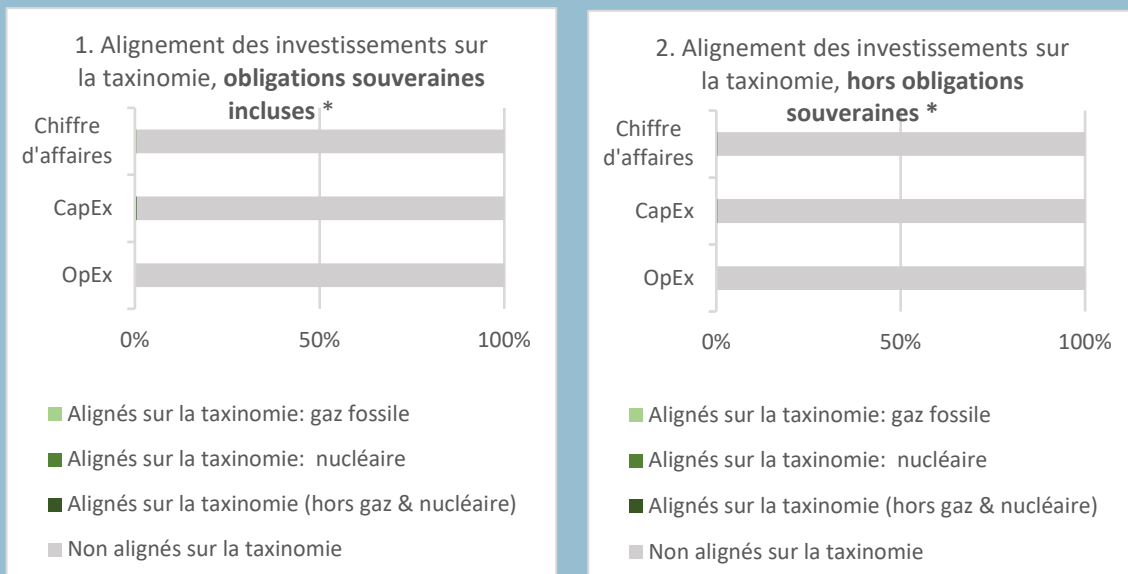 1. Alignement des investissements sur
la taxinomie, obligations souveraines
incluses *
Chiffre
d'affaires
CapEx
OpEx
0%
50%
100%
Alignés sur la taxinomie: gaz fossile
Alignés sur la taxinomie:  nucléaire
Alignés sur la taxinomie (hors gaz & nucléaire)
Non alignés sur la taxinomie
2. Alignement des investissements sur
la taxinomie, hors obligations
souveraines *
Chiffre
d'affaires
CapEx
OpEx
0%
50%
100%
Alignés sur la taxinomie: gaz fossile
Alignés sur la taxinomie:  nucléaire
Alignés sur la taxinomie (hors gaz & nucléaire)
Non alignés sur la taxinomie